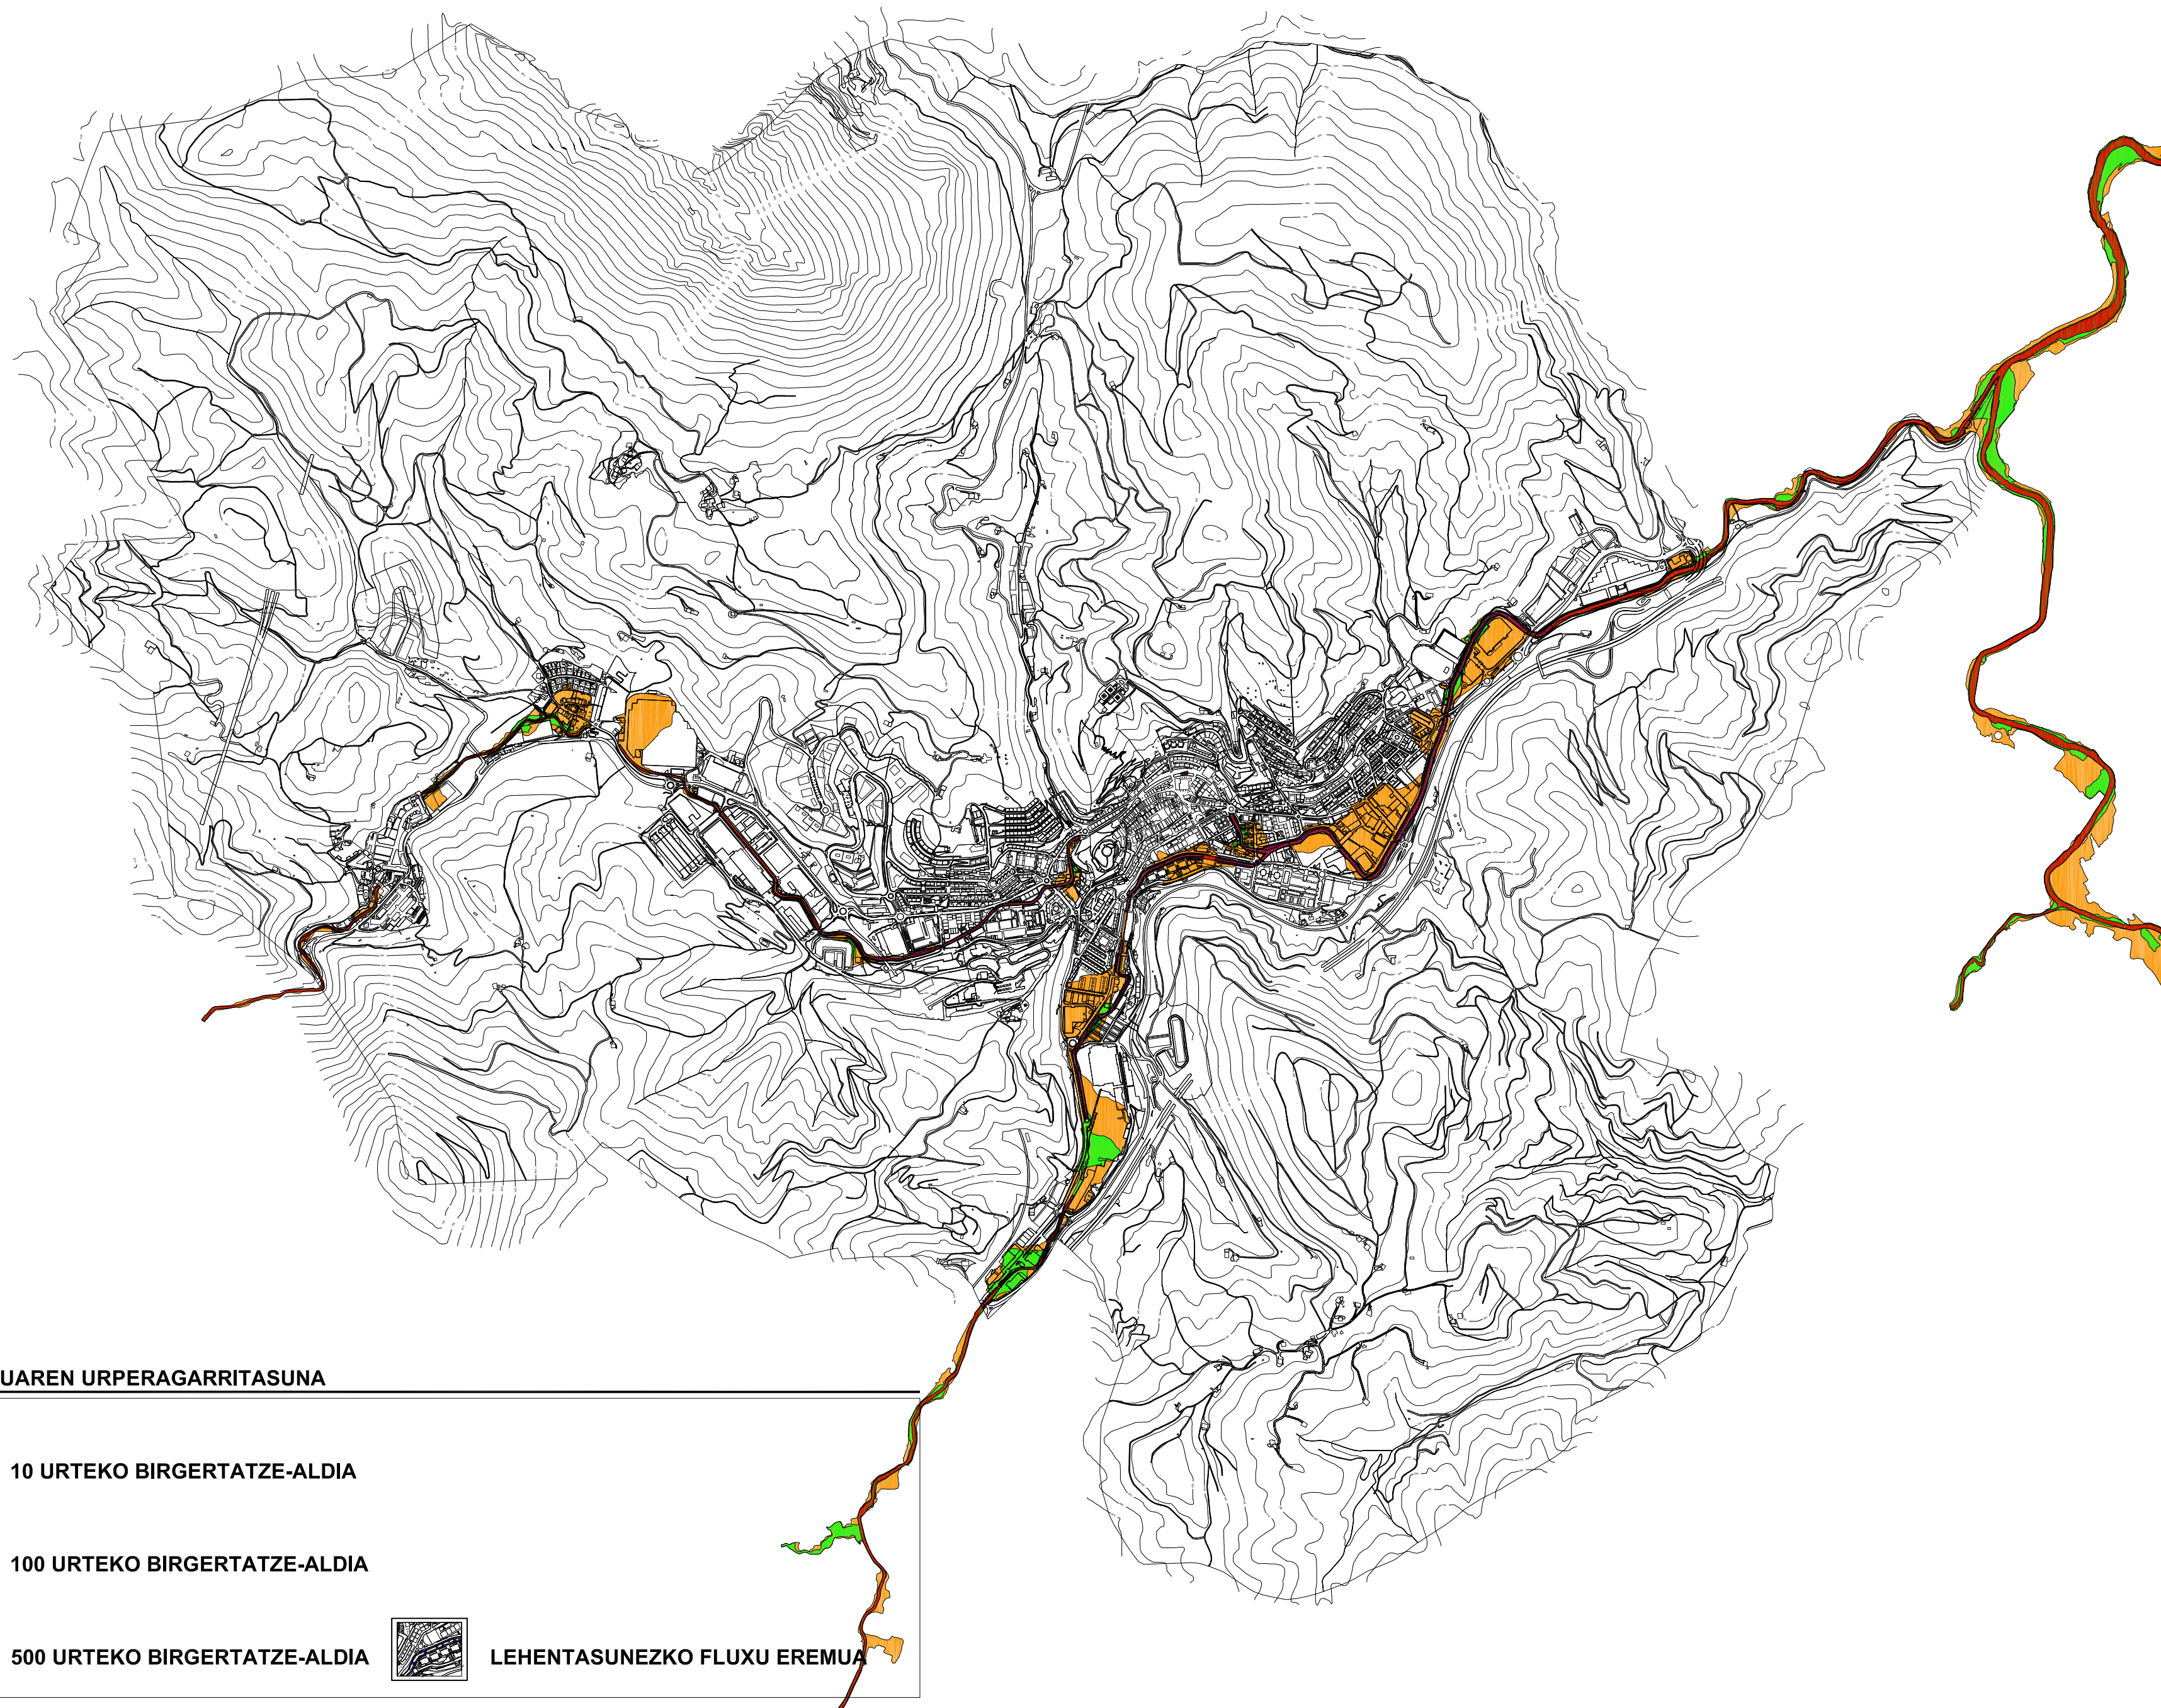 UAREN URPERAGARRITASUNA
10 URTEKO BIRGERTATZE-ALDIA
100 URTEKO BIRGERTATZE-ALDIA
500 URTEKO BIRGERTATZE-ALDIA LEHENTASUNEZKO FLUXU EREMUA